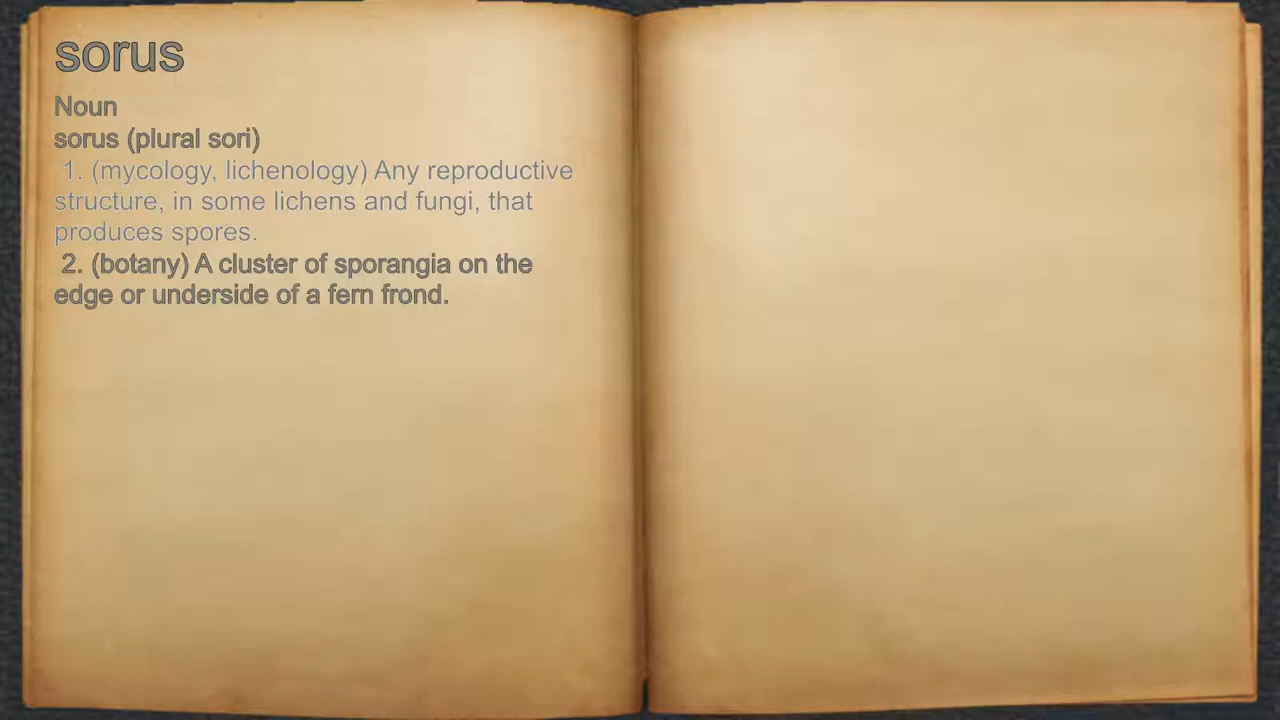 sorus
Noun
sorus (plural sori)
1. (mycology, lichenology) Any reproductive
structure, in some lichens and fungi, that
produces spores.
2. (botany) A cluster of sporangia on the
edge or underside of a fern frond.